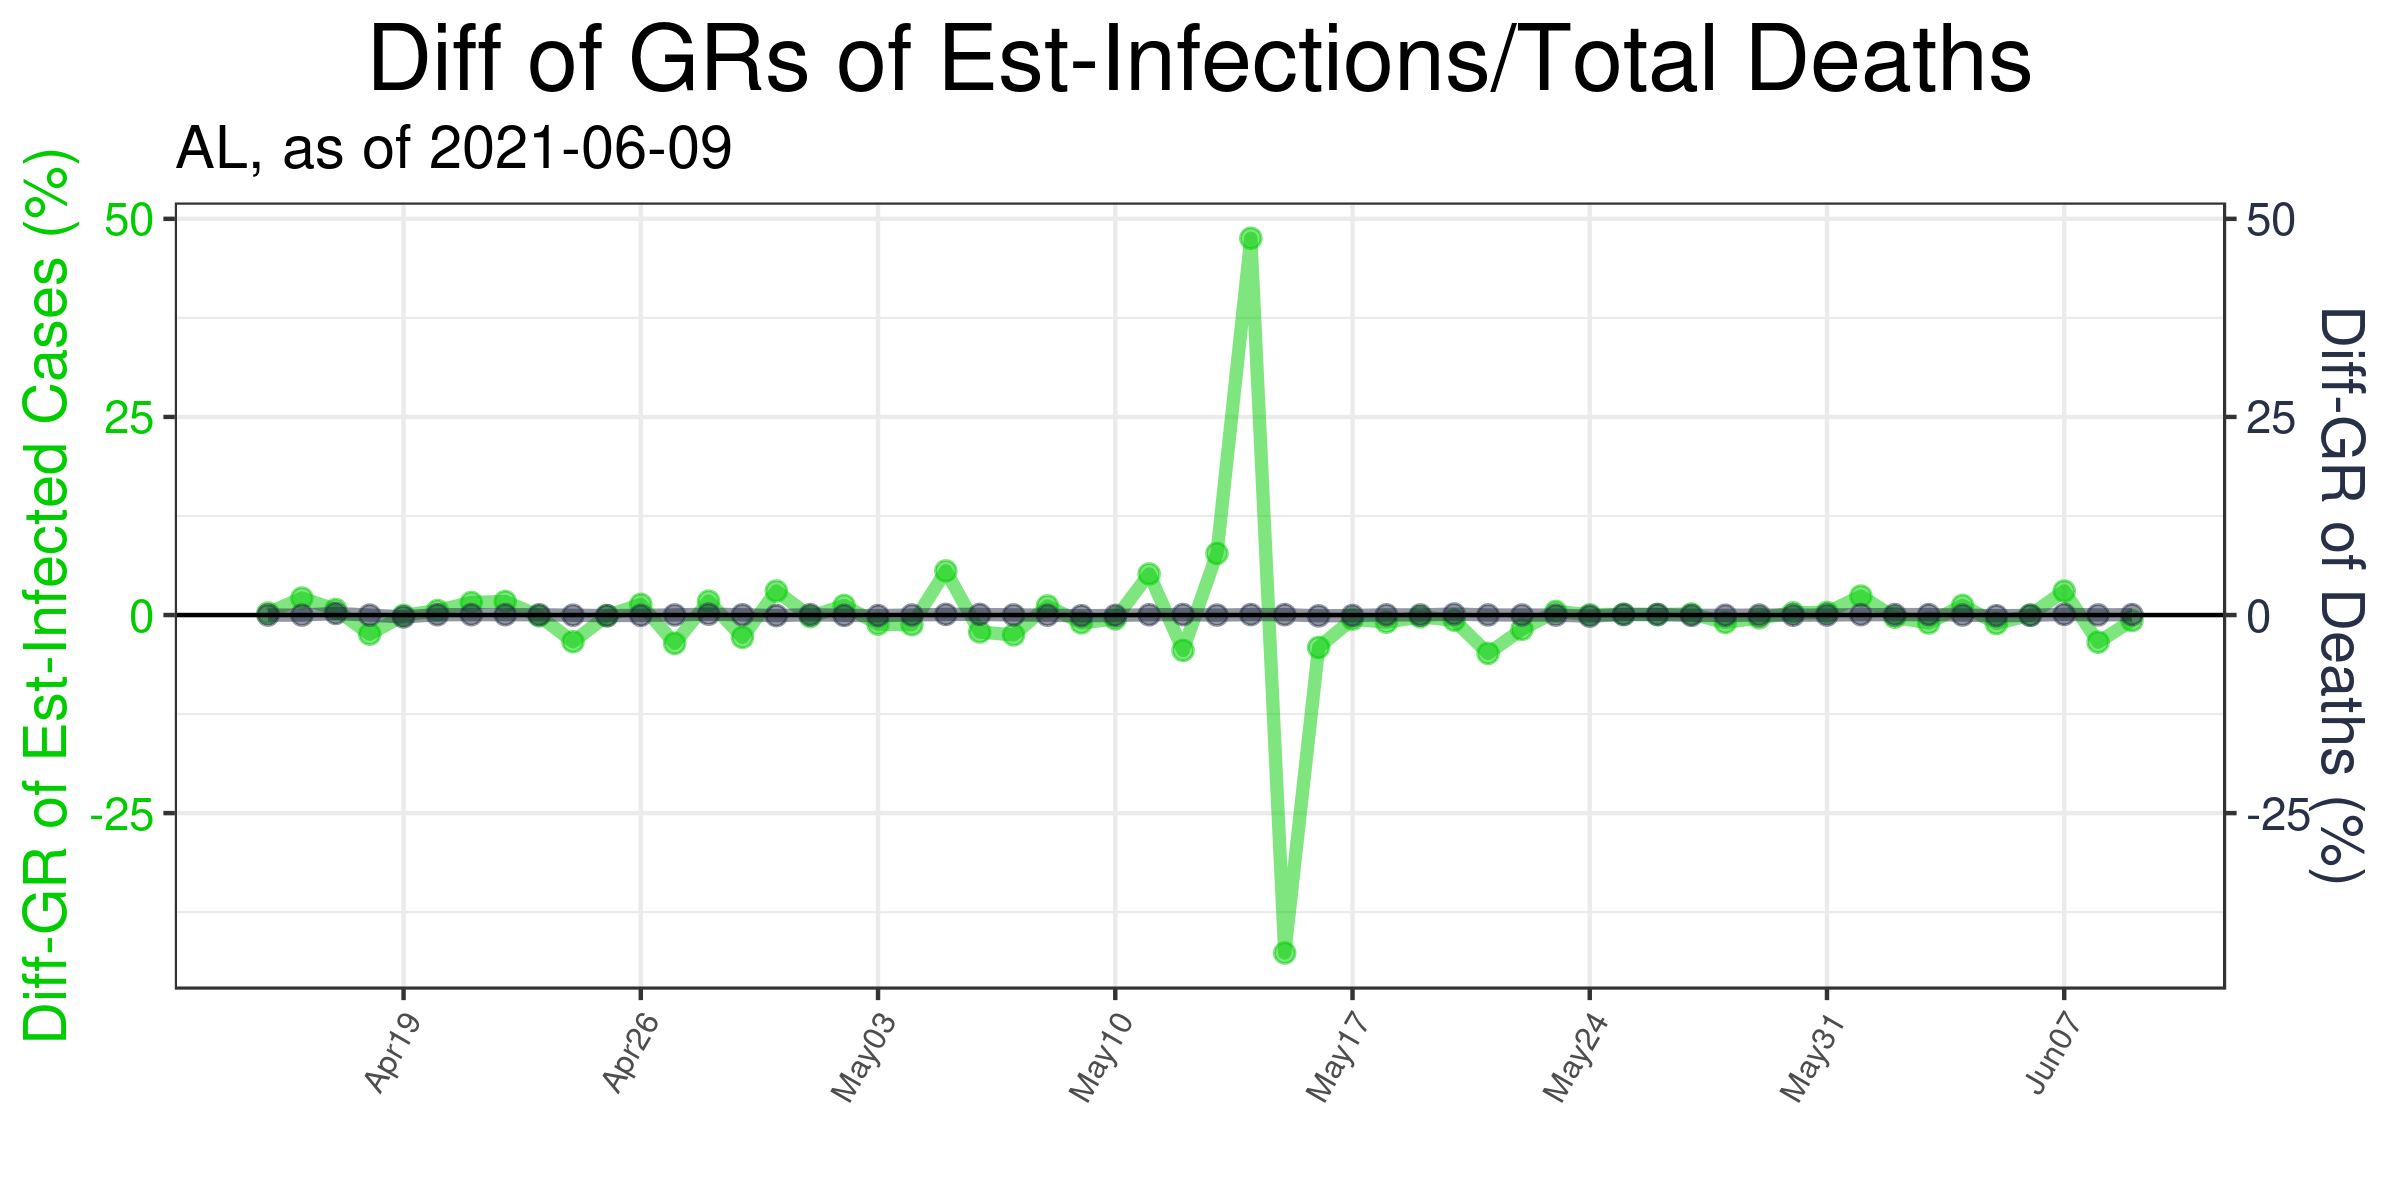 Diff of GRs of Est-Infections/Total Deaths
AL, as of 2021-06-09
Diff-GR of Est-Infected Cases (%)
50
25
0
-25
50
25
0
-25
Diff-GR of Deaths (%)
Apr19
Apr26
May03
May10
May17
May24
May31
Jun07